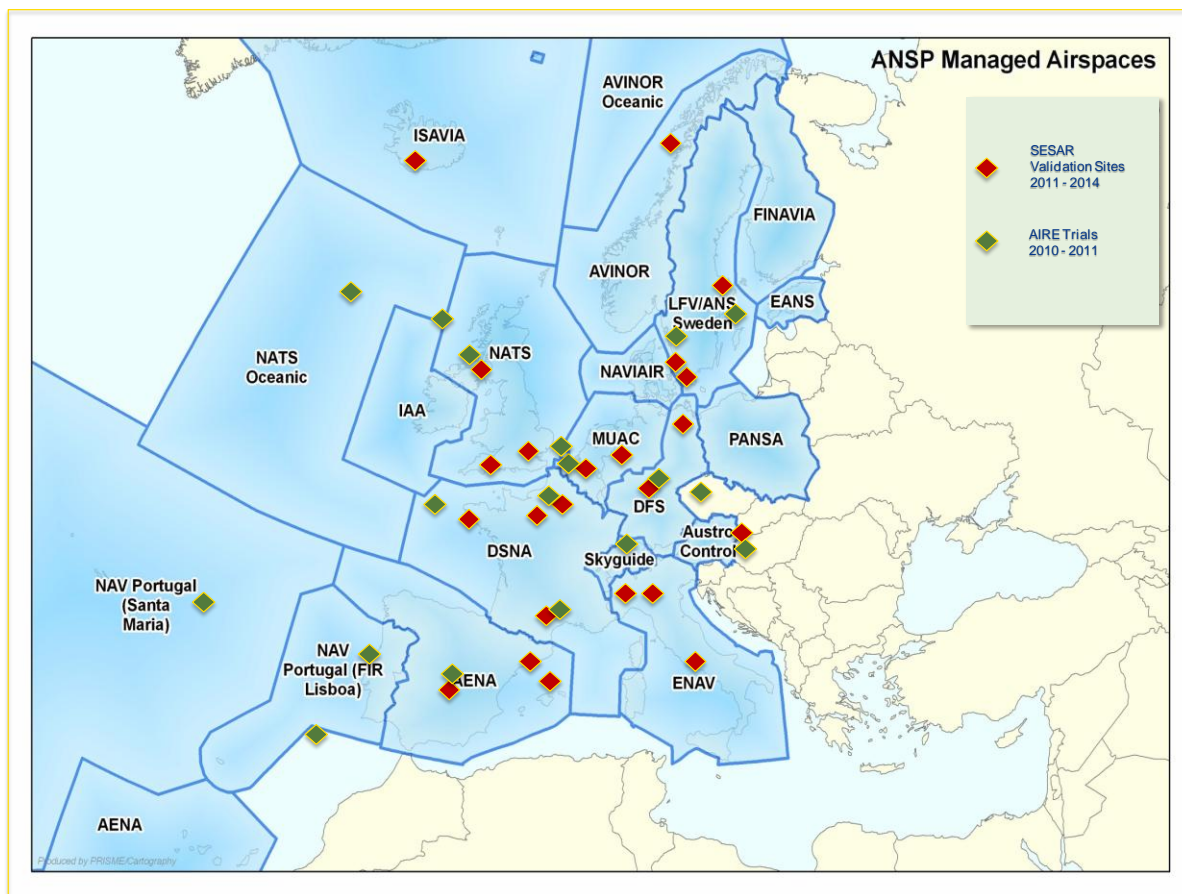 ANSP Managed Airspaces
SESAR
Validation Sites
2011 - 2014
AIRE Trials
2010 - 2011
AVINOR
Oceanic
ISAVIA
FINAVIA
AVINOR
LFV/ANS
Sweden
EANS
NATS
NATS
Oceanic
NAVIAIR
IAA
MUAC
PANSA
DFS
DSNA
Austro
Control
Skyguide
NAV Portugal
(Santa
Maria)
NAV
Portugal (FIR
Lisboa)
AENA
ENAV
AENA
Produced by PRISME/Cartography